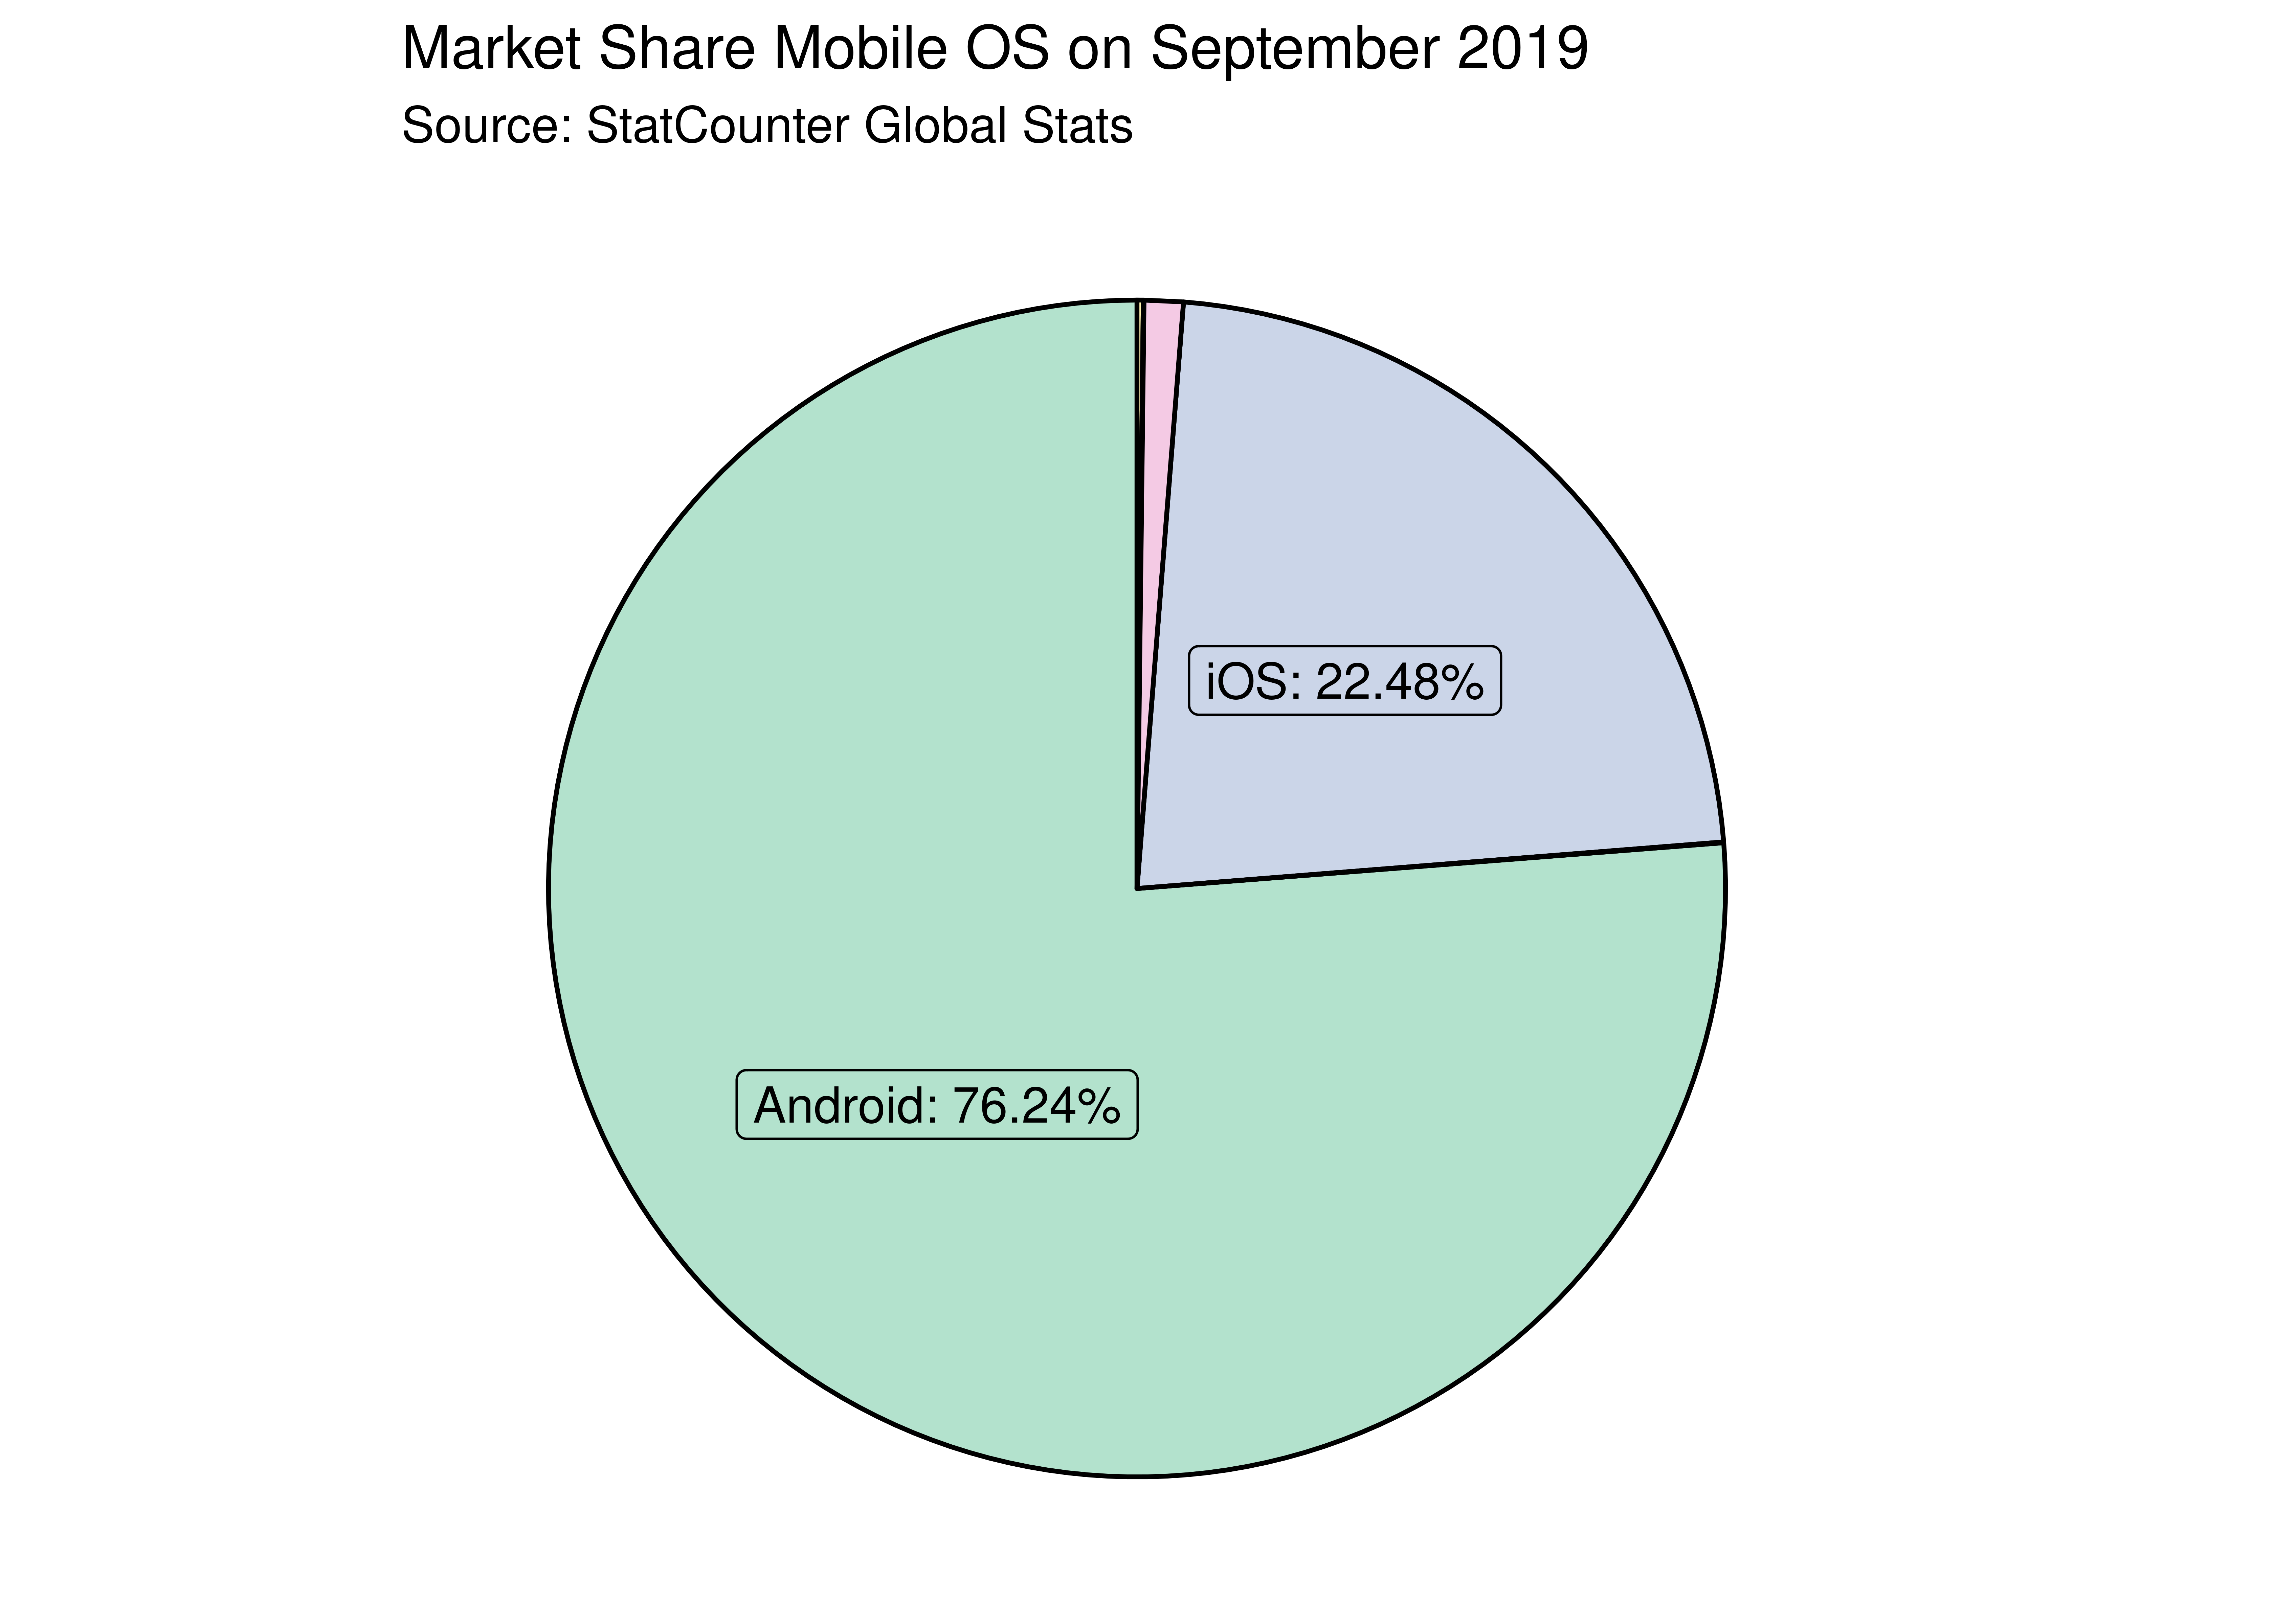 Market Share Mobile OS on September 2019
Source: StatCounter Global Stats
iOS: 22.48%
Android: 76.24%